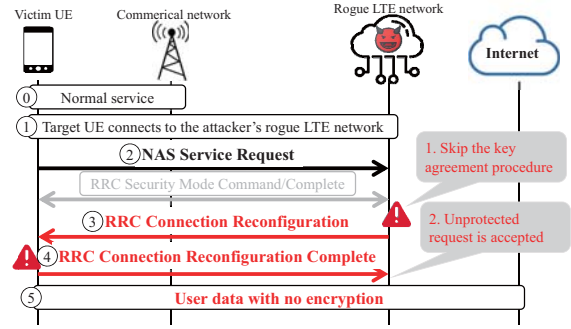 Victim UE
Commerical network
Rogue LTE network
Internet
0 Normal service
1 Target UE connects to the attacker's rogue LTE network
2 NAS Service Request
1. Skip the key
agreement procedure
RRC Security Mode Command/Complete
3 RRC Connection Reconfiguration
2. Unprotected
request is accepted
4 RRC Connection Reconfiguration Complete
5 User data with no encryption